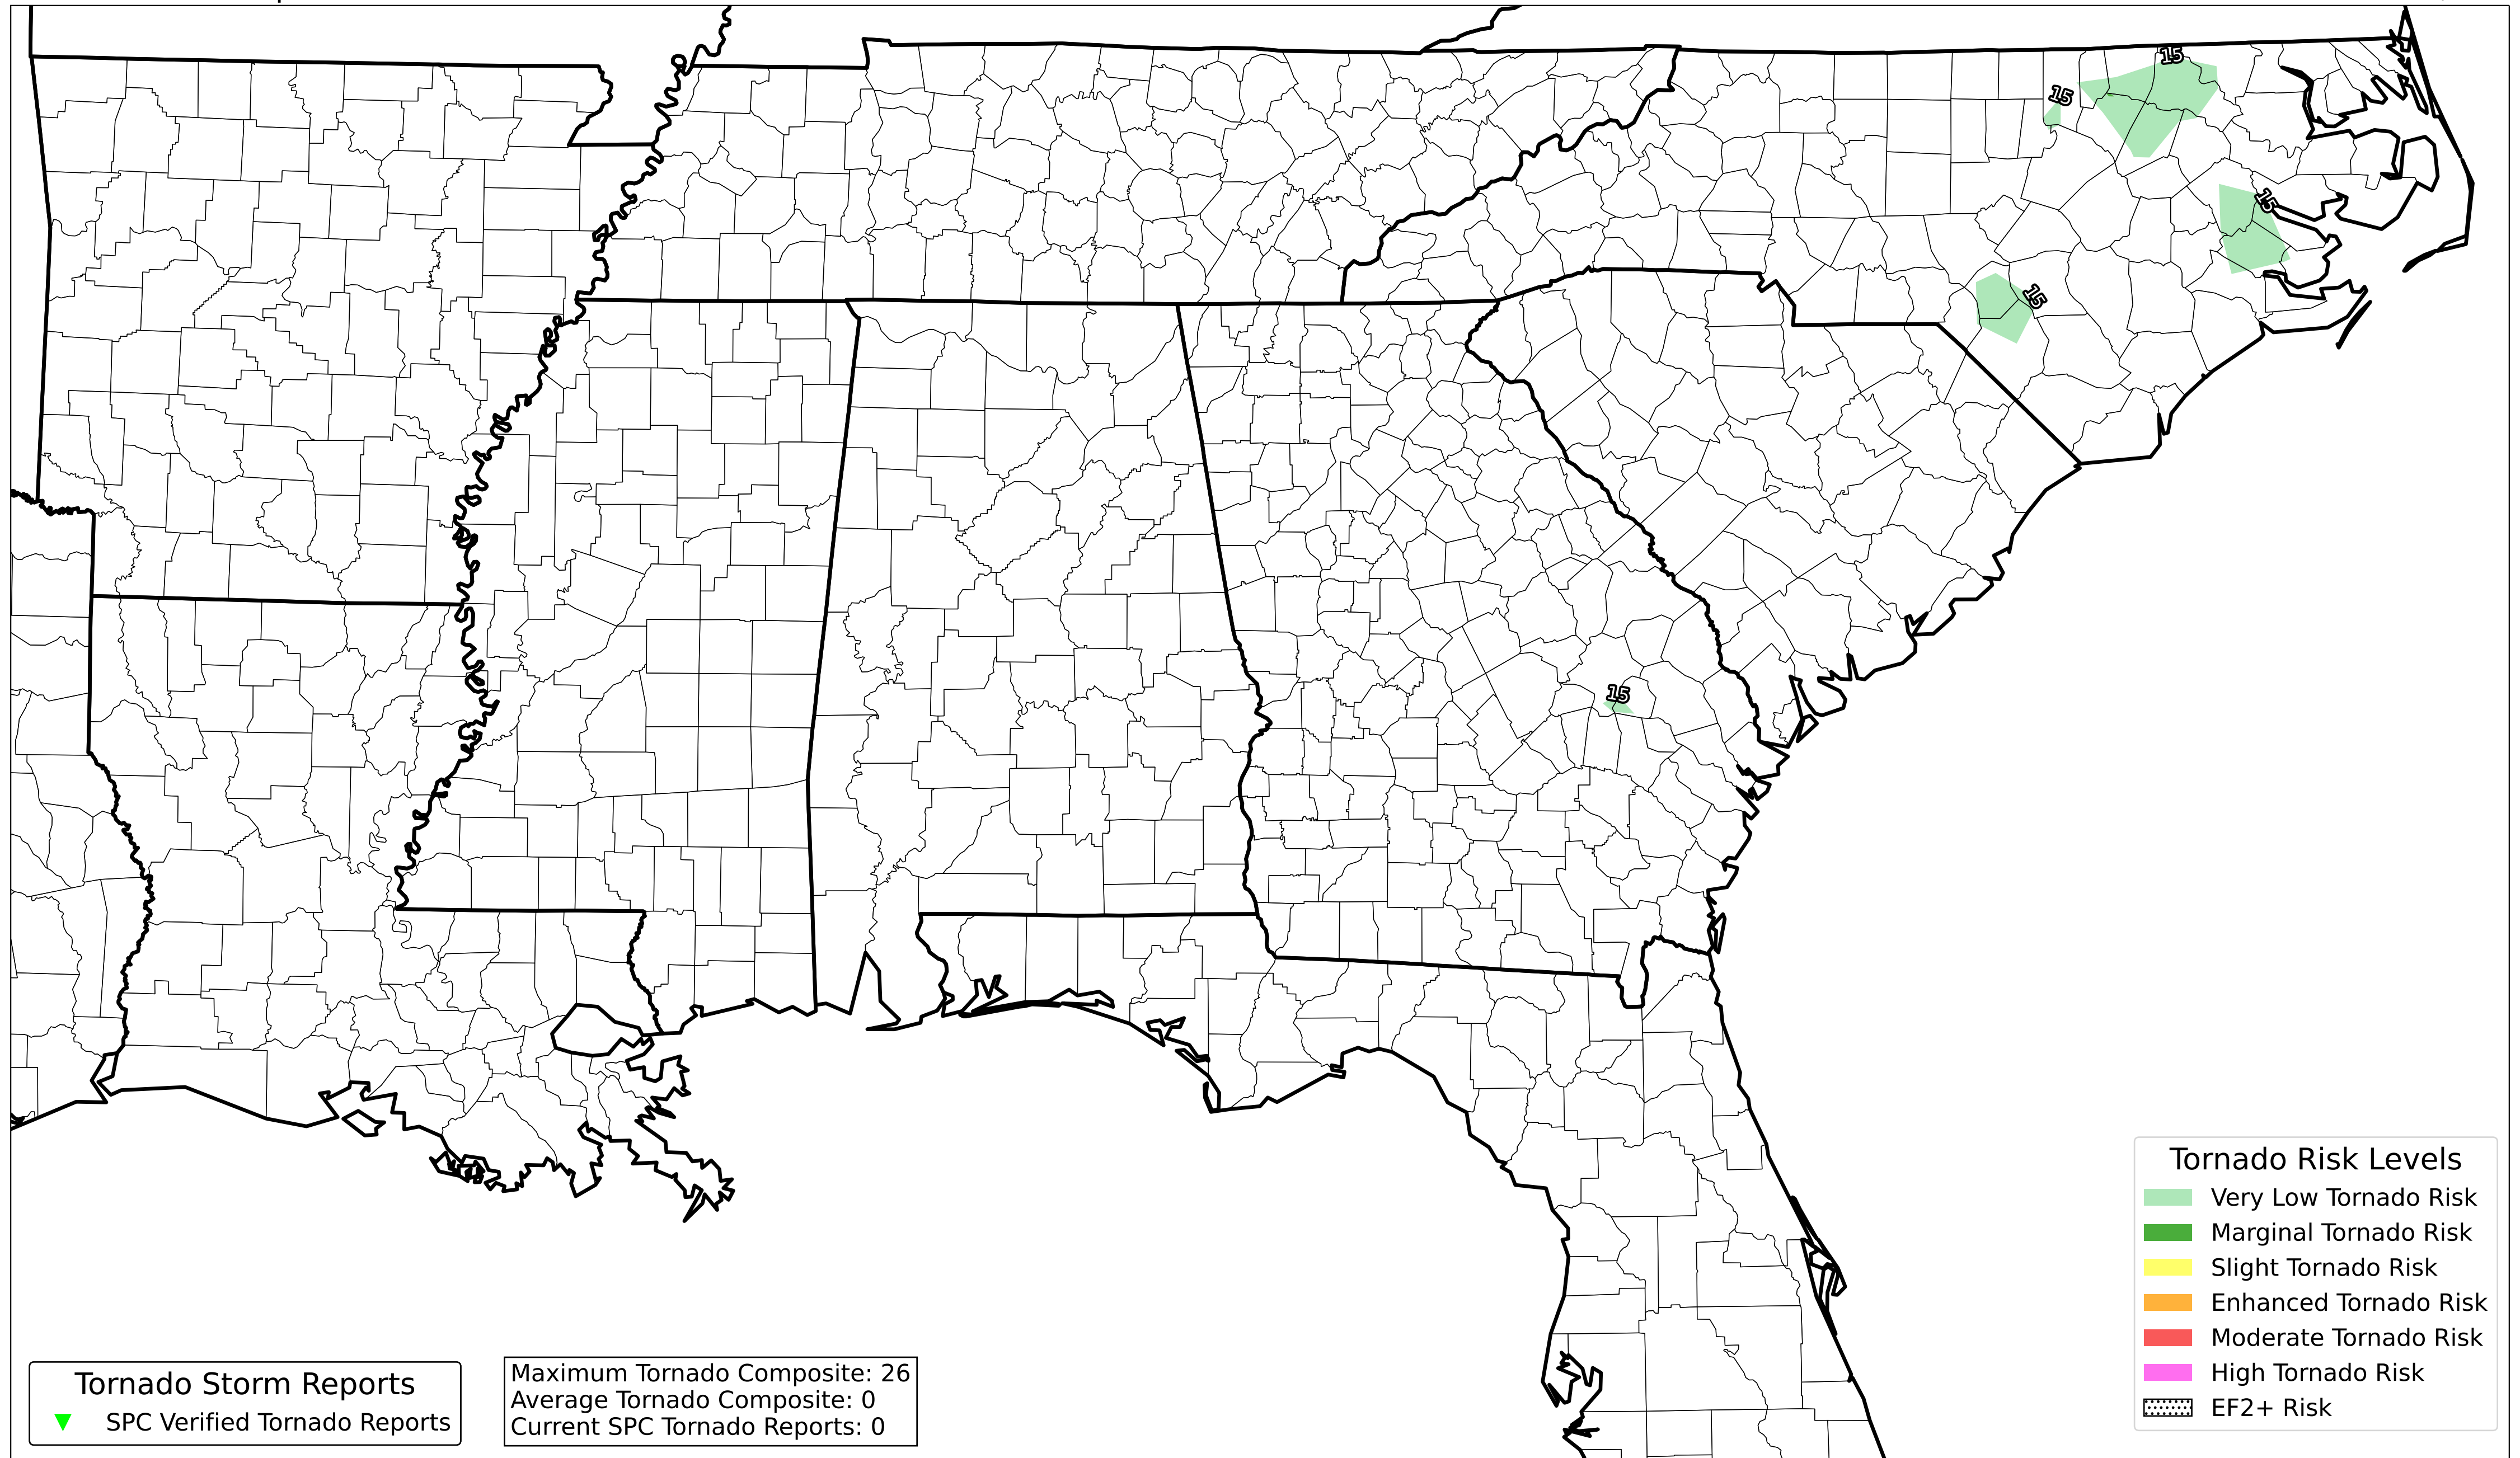 15
15
15
15
15
Tornado Risk Levels
Very Low Tornado Risk
Marginal Tornado Risk
Slight Tornado Risk
Enhanced Tornado Risk
Moderate Tornado Risk
High Tornado Risk
EF2+ Risk
Tornado Storm Reports
SPC Verified Tornado Reports
Maximum Tornado Composite: 26
Average Tornado Composite: 0
Current SPC Tornado Reports: 0